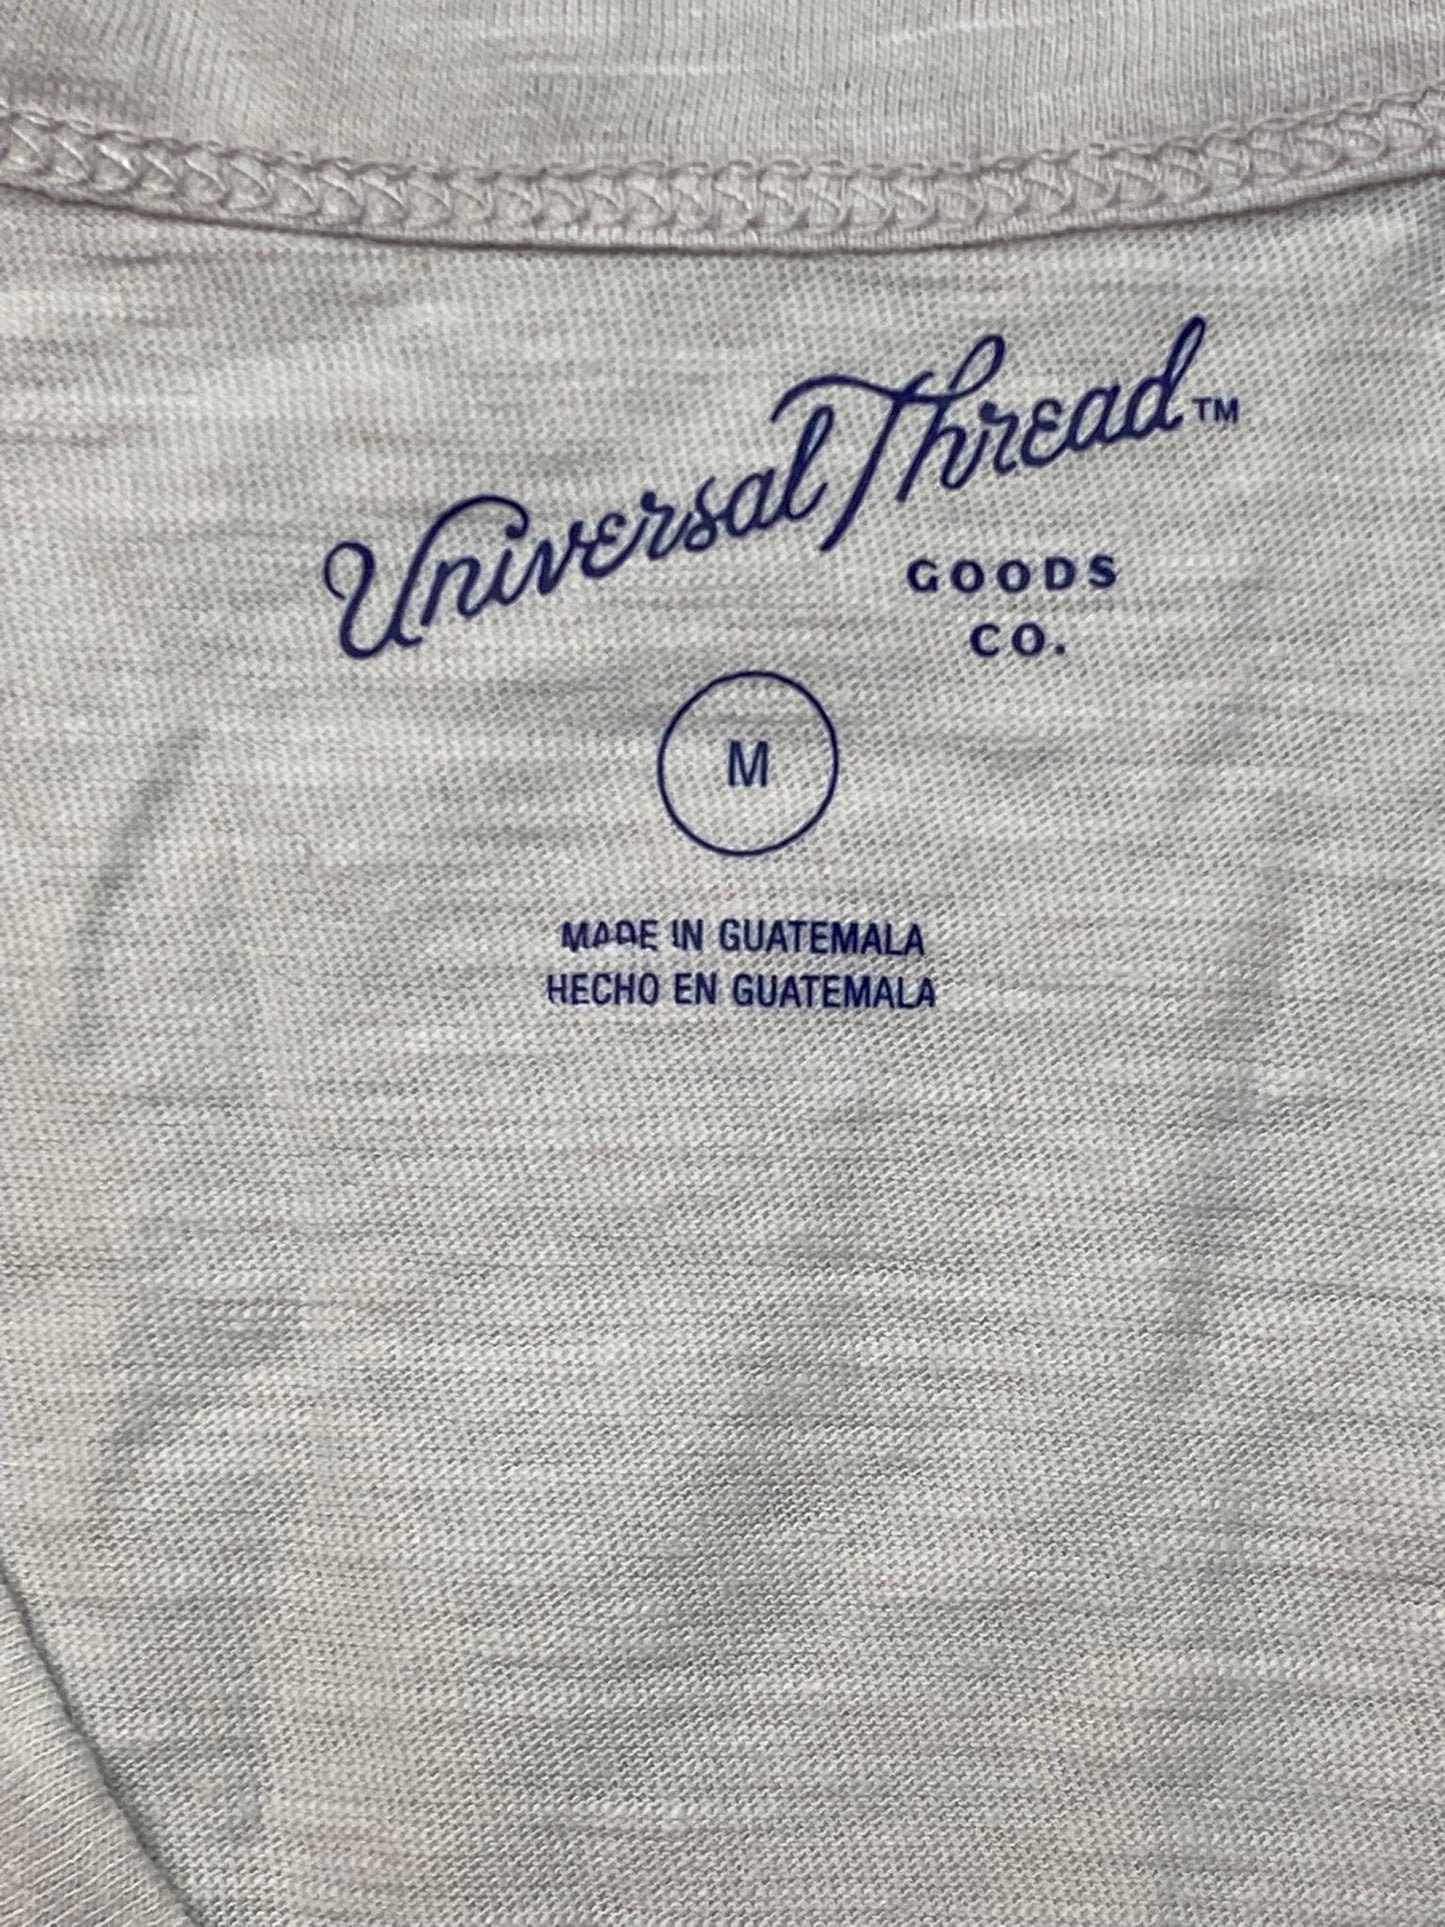 Universal Thread™
GOODS
CO.
M
MADE IN GUATEMALA
HECHO EN GUATEMALA